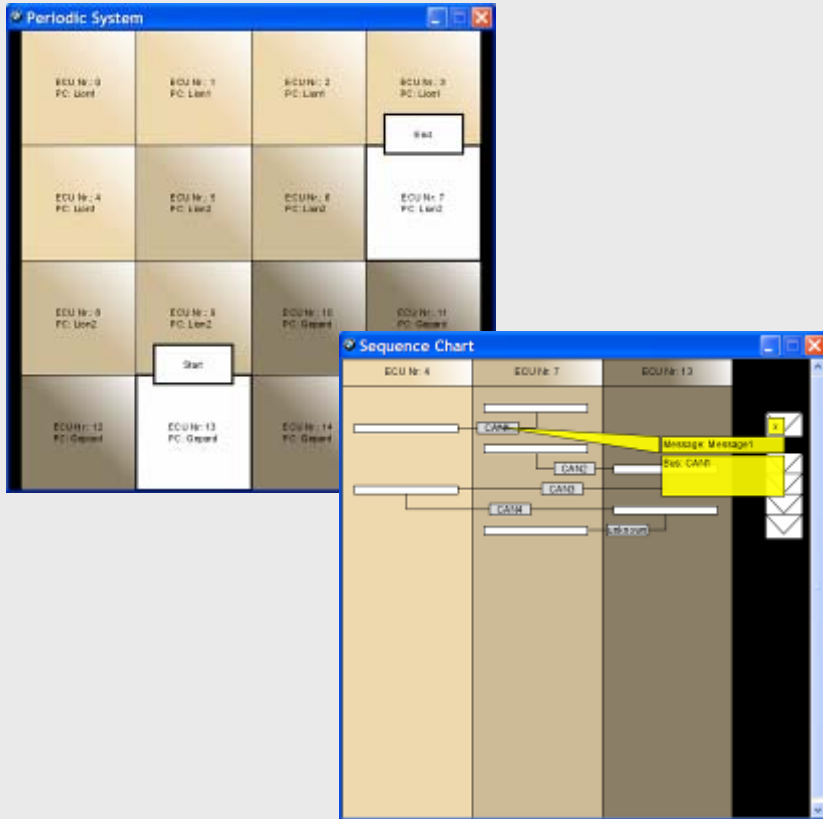 Periodic System
ECU Nr.: 0
PC: Lion1
ECU Nr.: 1
PC: Lion1
ECU Nr.: 2
PC: Lion1
ECU Nr.: 3
PC: Lion1
ECU Nr.: 4
PC: Lion1
ECU Nr.: 5
PC: Lion2
ECU Nr.: 6
PC: Lion2
ECU Nr.: 7
PC: Lion2
ECU Nr.: 8
PC: Lion2
ECU Nr.: 9
PC: Lion2
ECU Nr.: 10
PC: Gepard
ECU Nr.: 11
PC: Gepard
Start
ECU Nr.: 12
PC: Gepard
ECU Nr.: 13
PC: Gepard
ECU Nr.: 14
Sequence Chart
ECU Nr: 4
ECU Nr: 7
ECU Nr: 13
x
Message: Message1
Bus: CAN1
CAN2
CAN3
CAN4